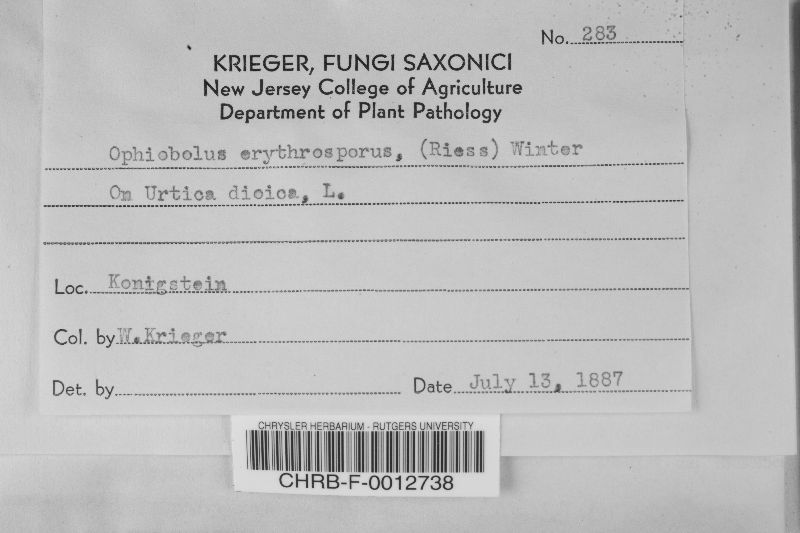 No. 283
KRIEGER, FUNGI SAXONICI
New Jersey College of Agriculture
Department of Plant Pathology
Ophiobolus erythrosporus, (Riess) Winter
On Urtica dioica, L.
Loc. Konigstein
Col. by W.Krieger
Det. by
Date July 13, 1887
CHRYSLER HERBARIUM - RUTGERS UNIVERSITY
CHRB-F-0012738